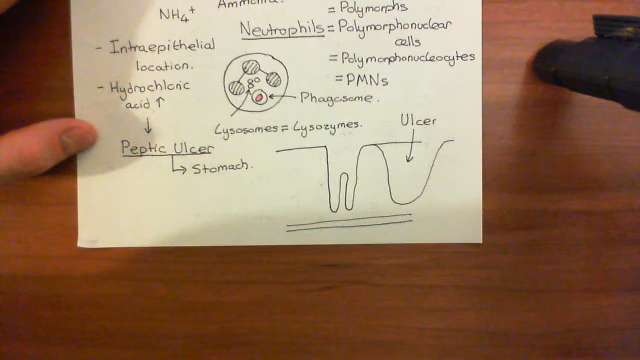 Ammonia.
NH4+
= Polymorphs
Neutrophils = Polymorphonuclear
cells
= Polymorphonucleocytes
= PMNs
- Intraepithelial
location.
- Hydrochloric
acid ↑
Phagosome.
Lysosomes = Lysozymes.
Peptic Ulcer
Stomach.
Ulcer